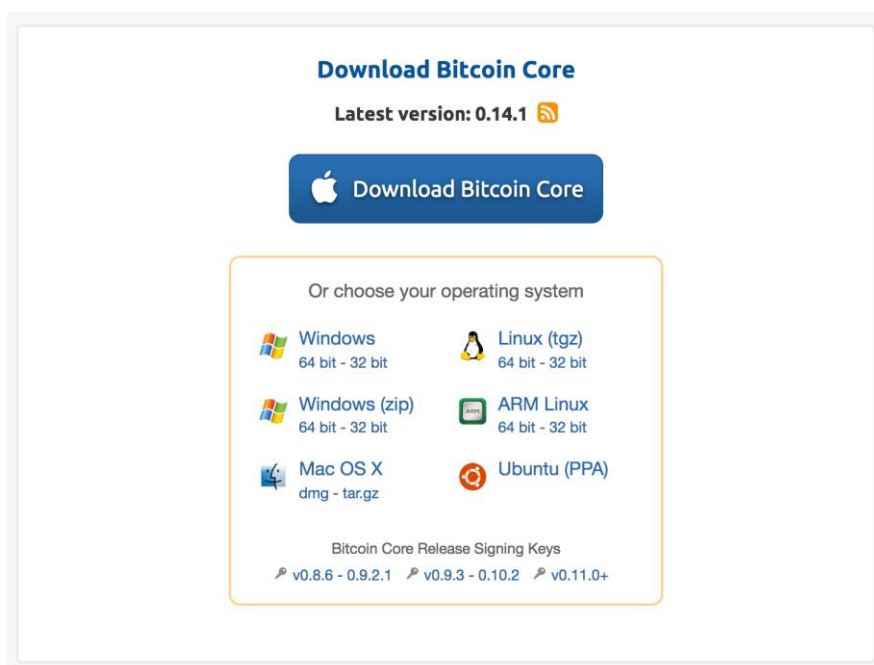 Download Bitcoin Core
Latest version: 0.14.1
Download Bitcoin Core
Or choose your operating system
Windows
64 bit - 32 bit
Linux (tgz)
64 bit - 32 bit
Windows (zip)
64 bit - 32 bit
ARM Linux
64 bit - 32 bit
Mac OS X
dmg - tar.gz
Ubuntu (PPA)
Bitcoin Core Release Signing Keys
v0.8.6 - 0.9.2.1 v0.9.3 - 0.10.2 v0.11.0+